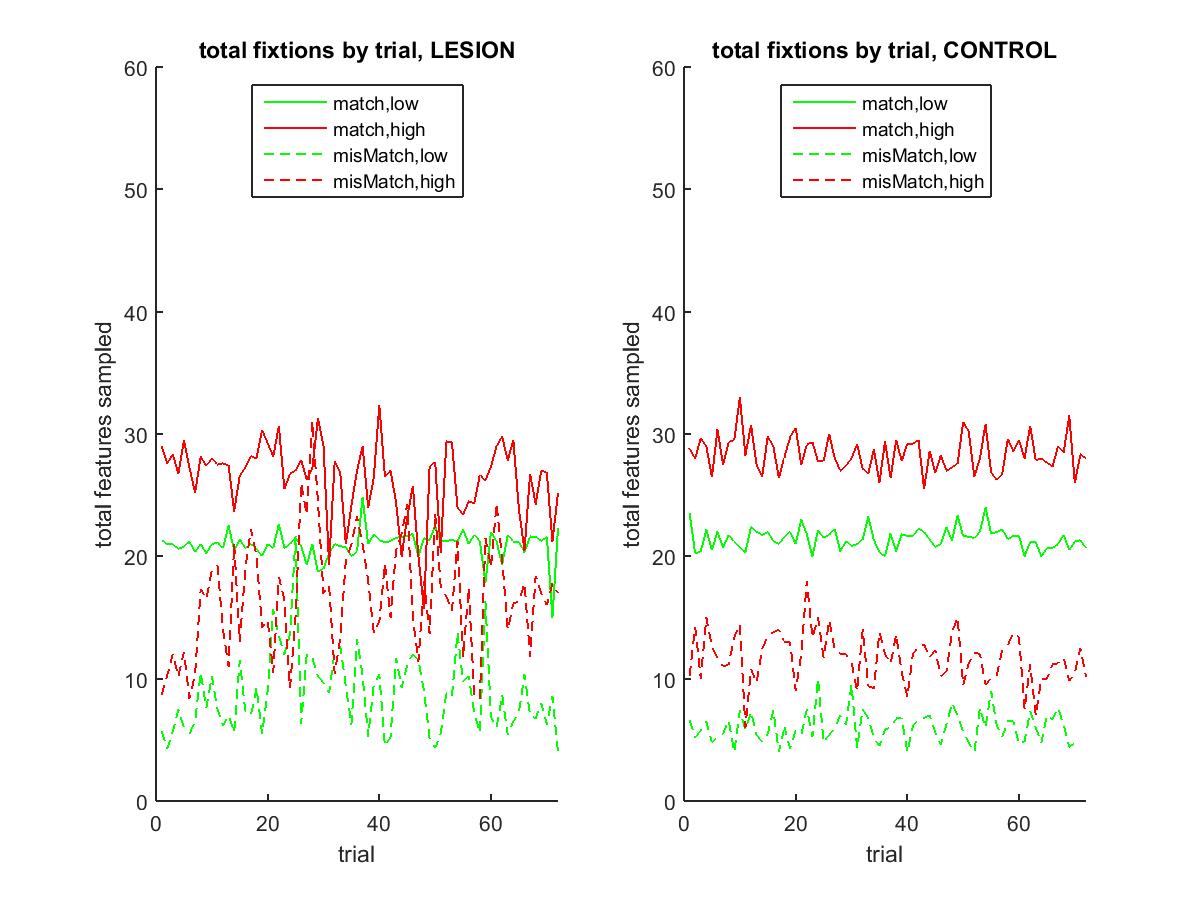 total fixtions by trial, LESION
60
50
40
30
20
10
0
total features sampled
match,low
match,high
misMatch,low
misMatch,high
0 20 40 60
trial
total fixtions by trial, CONTROL
60
50
40
30
20
10
0
total features sampled
match,low
match,high
misMatch,low
misMatch,high
0 20 40 60
trial